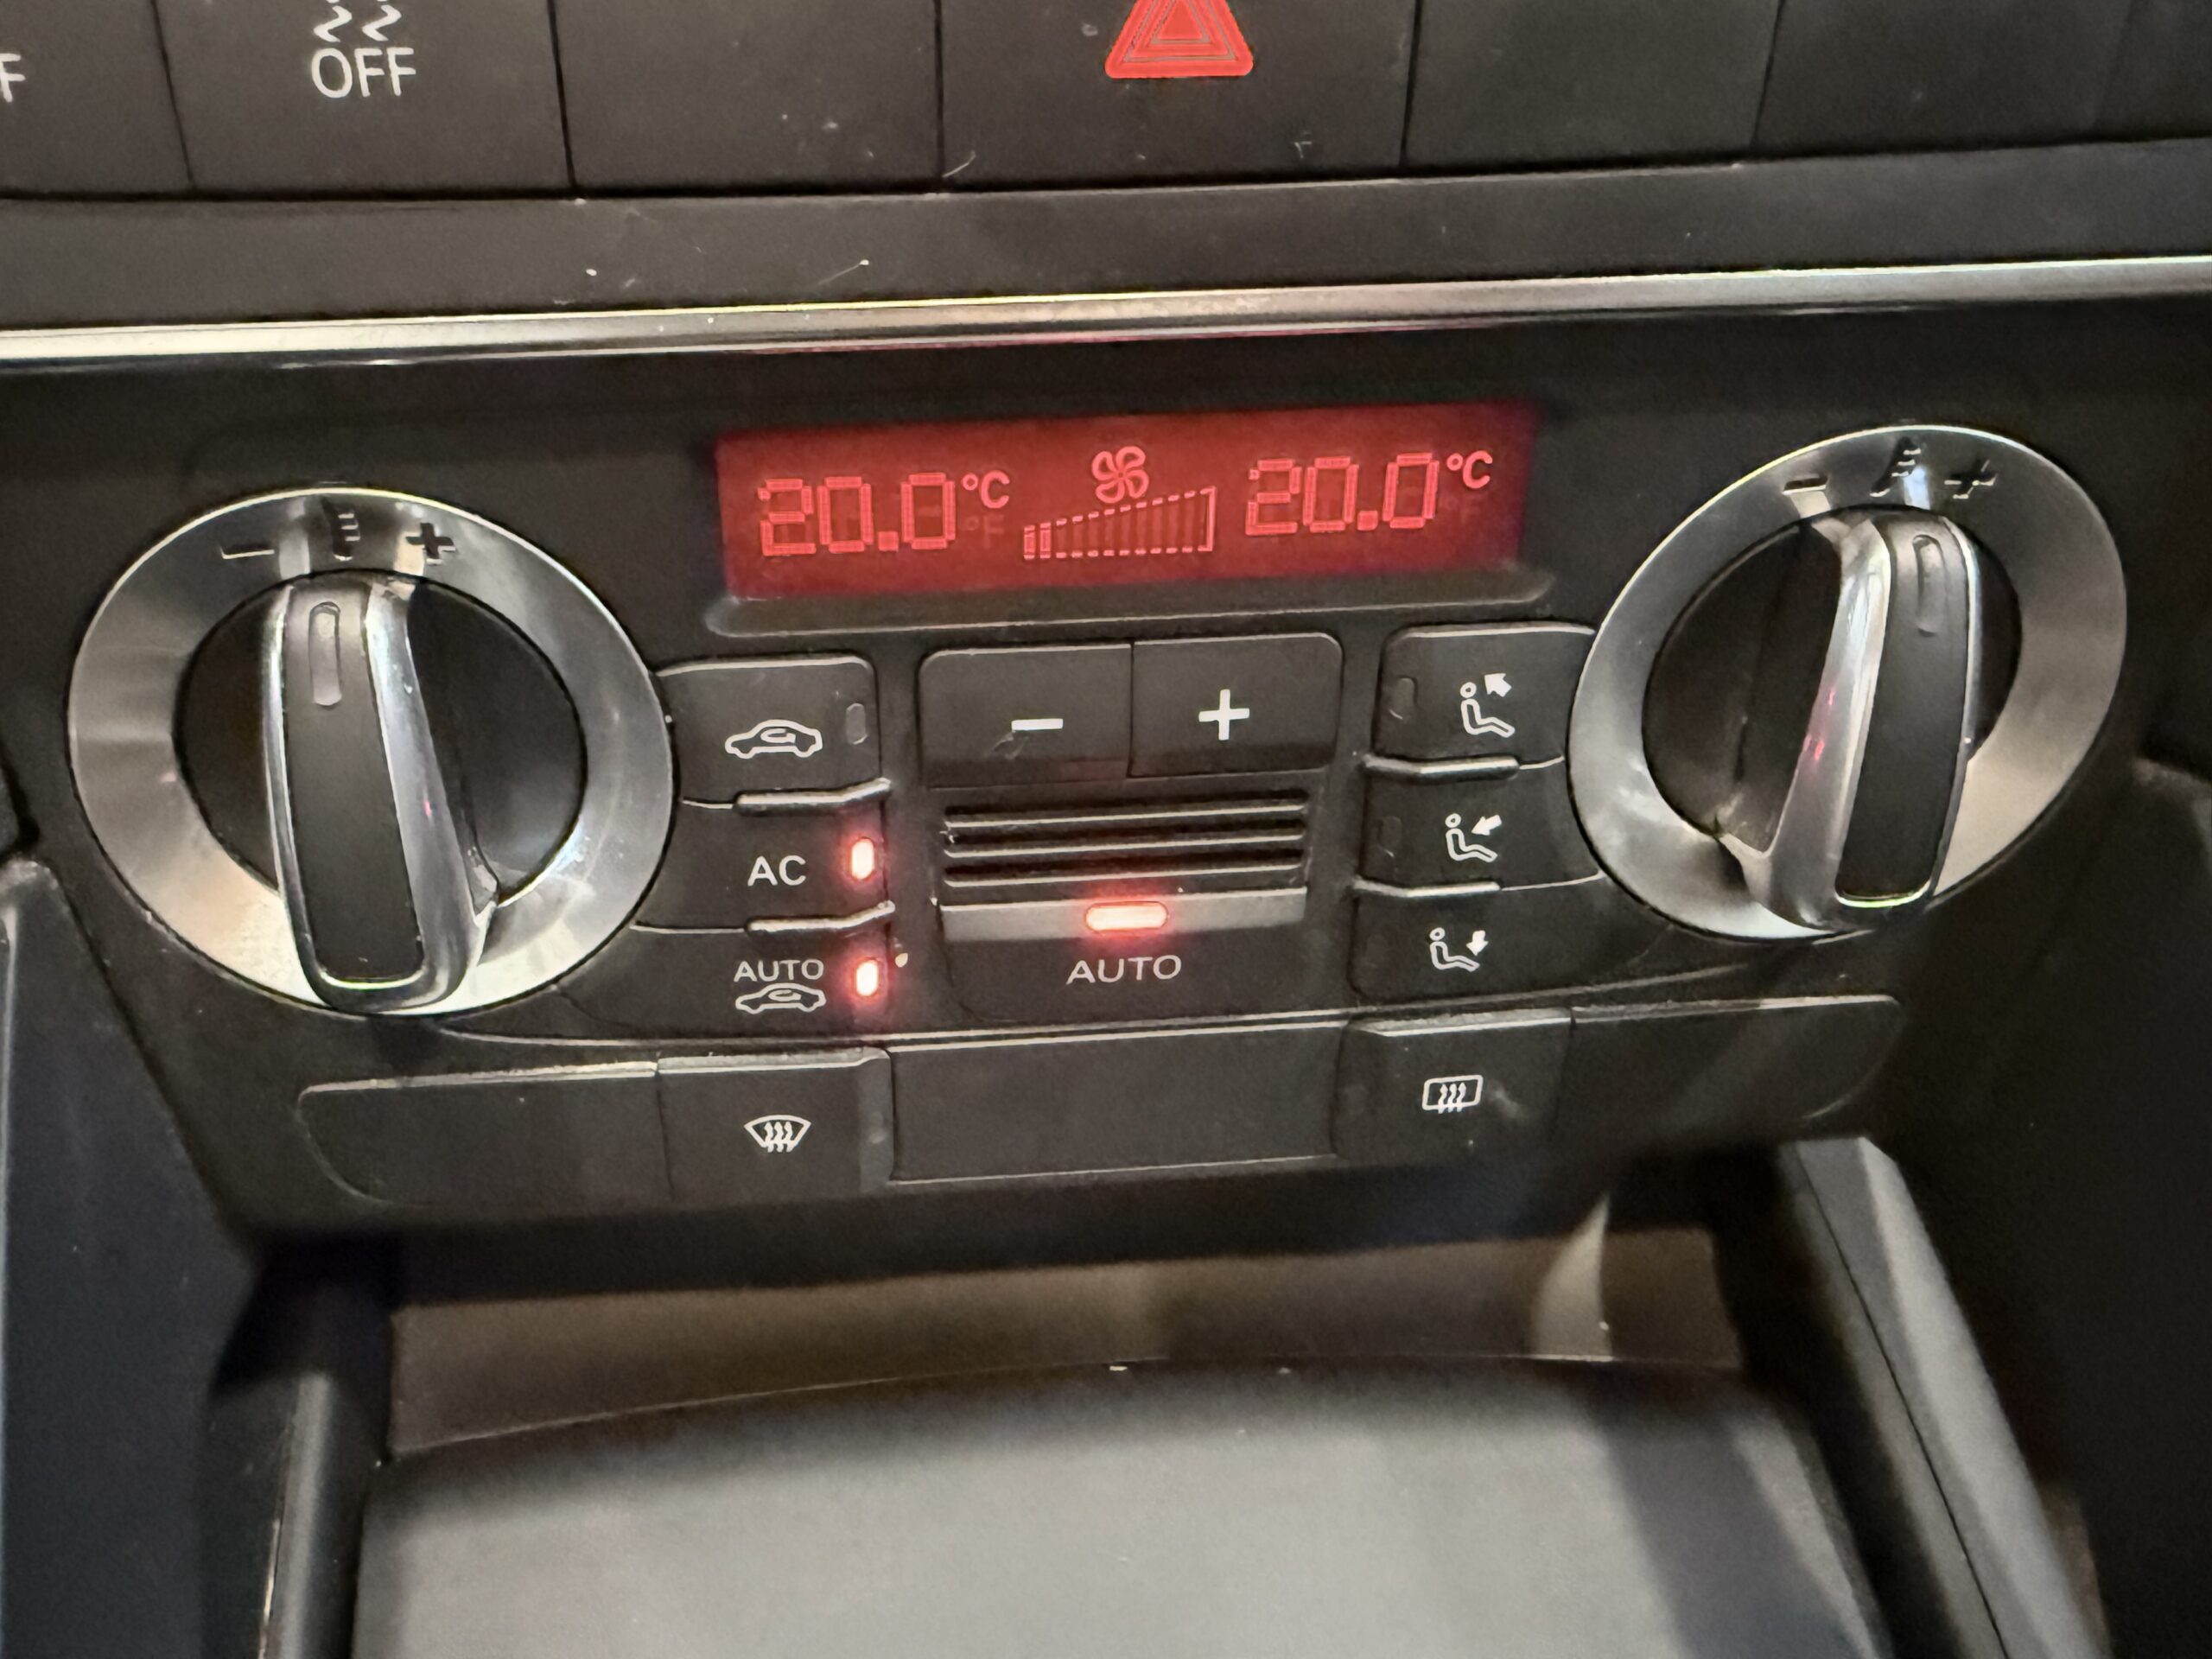 F
OFF
20.0°C
20.0°C
- +
- +
- +
AC
AUTO
AUTO